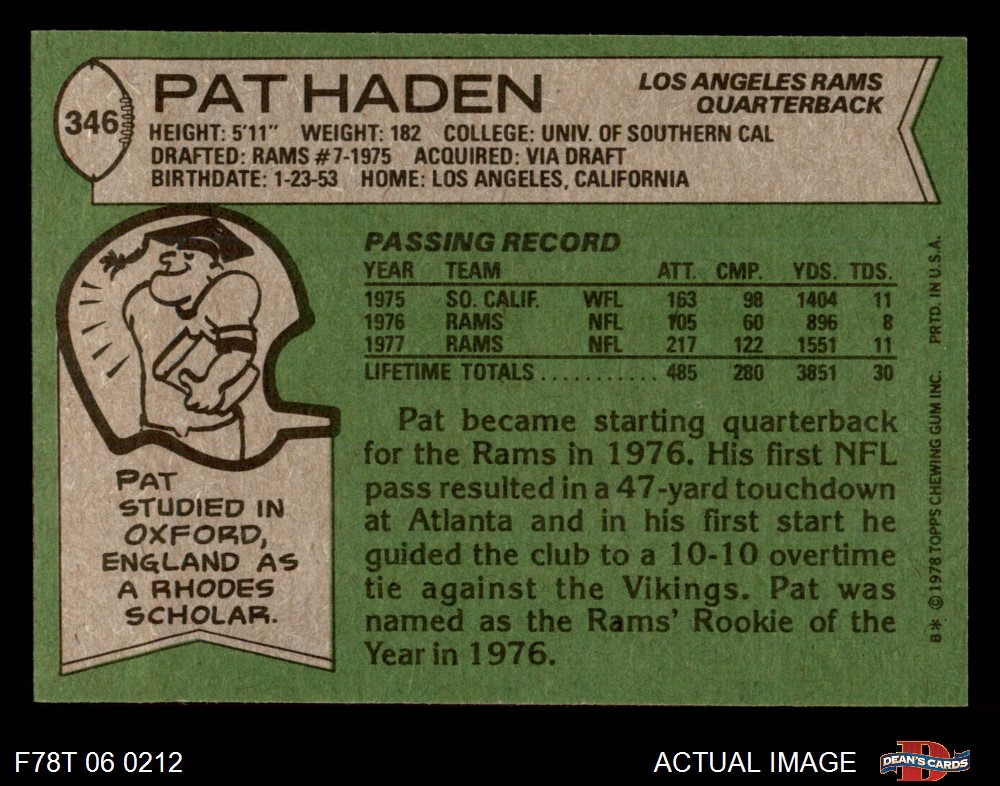 346
PAT HADEN
LOS ANGELES RAMS
QUARTERBACK
HEIGHT: 5'11" WEIGHT: 182 COLLEGE: UNIV. OF SOUTHERN CAL
DRAFTED: RAMS #7-1975 ACQUIRED: VIA DRAFT
BIRTHDATE: 1-23-53 HOME: LOS ANGELES, CALIFORNIA
PASSING RECORD
YEAR TEAM ATT. CMP. YDS. TDS.
1975 SO. CALIF. WFL 163 98 1404 11
1976 RAMS NFL 105 60 896 8
1977 RAMS NFL 217 122 1551 11
LIFETIME TOTALS........... 485 280 3851 30
Pat became starting quarterback
for the Rams in 1976. His first NFL
pass resulted in a 47-yard touchdown
at Atlanta and in his first start he
guided the club to a 10-10 overtime
tie against the Vikings. Pat was
named as the Rams' Rookie of the
Year in 1976.
PAT
STUDIED IN
OXFORD,
ENGLAND AS
A RHODES
SCHOLAR.
B* © 1978 TOPPS CHEWING GUM INC. PRTD. IN U.S.A.
F78T 06 0212
ACTUAL IMAGE
D
DEAN'S CARDS